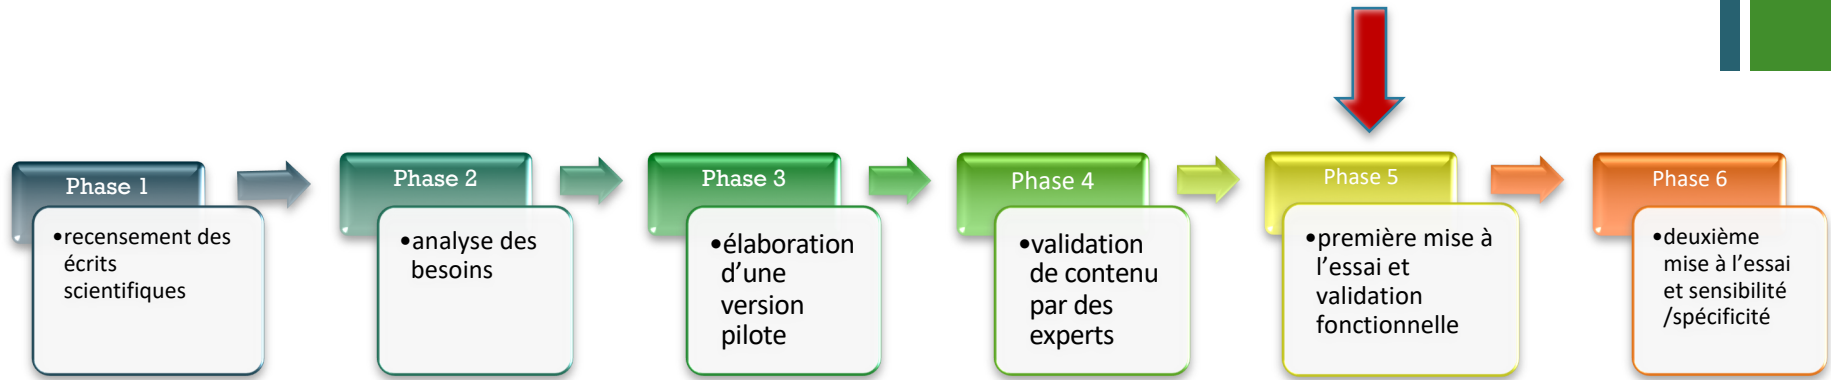 Phase 1
•recensement des
écrits
scientifiques
Phase 2
•analyse des
besoins
Phase 3
•élaboration
d’une
version
pilote
Phase 4
•validation
de contenu
par des
experts
Phase 5
•première mise à
l’essai et
validation
fonctionnelle
Phase 6
•deuxième
mise à l’essai
et sensibilité
/spécificité